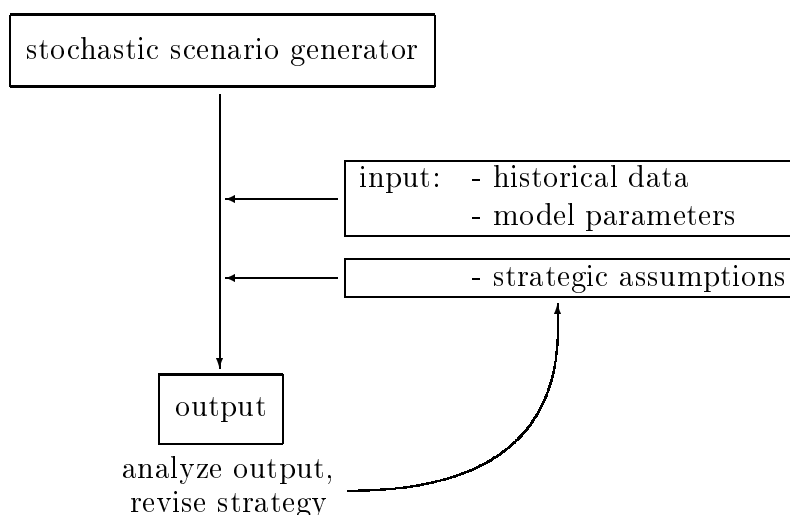 stochastic scenario generator
input: - historical data
- model parameters
- strategic assumptions
output
analyze output,
revise strategy